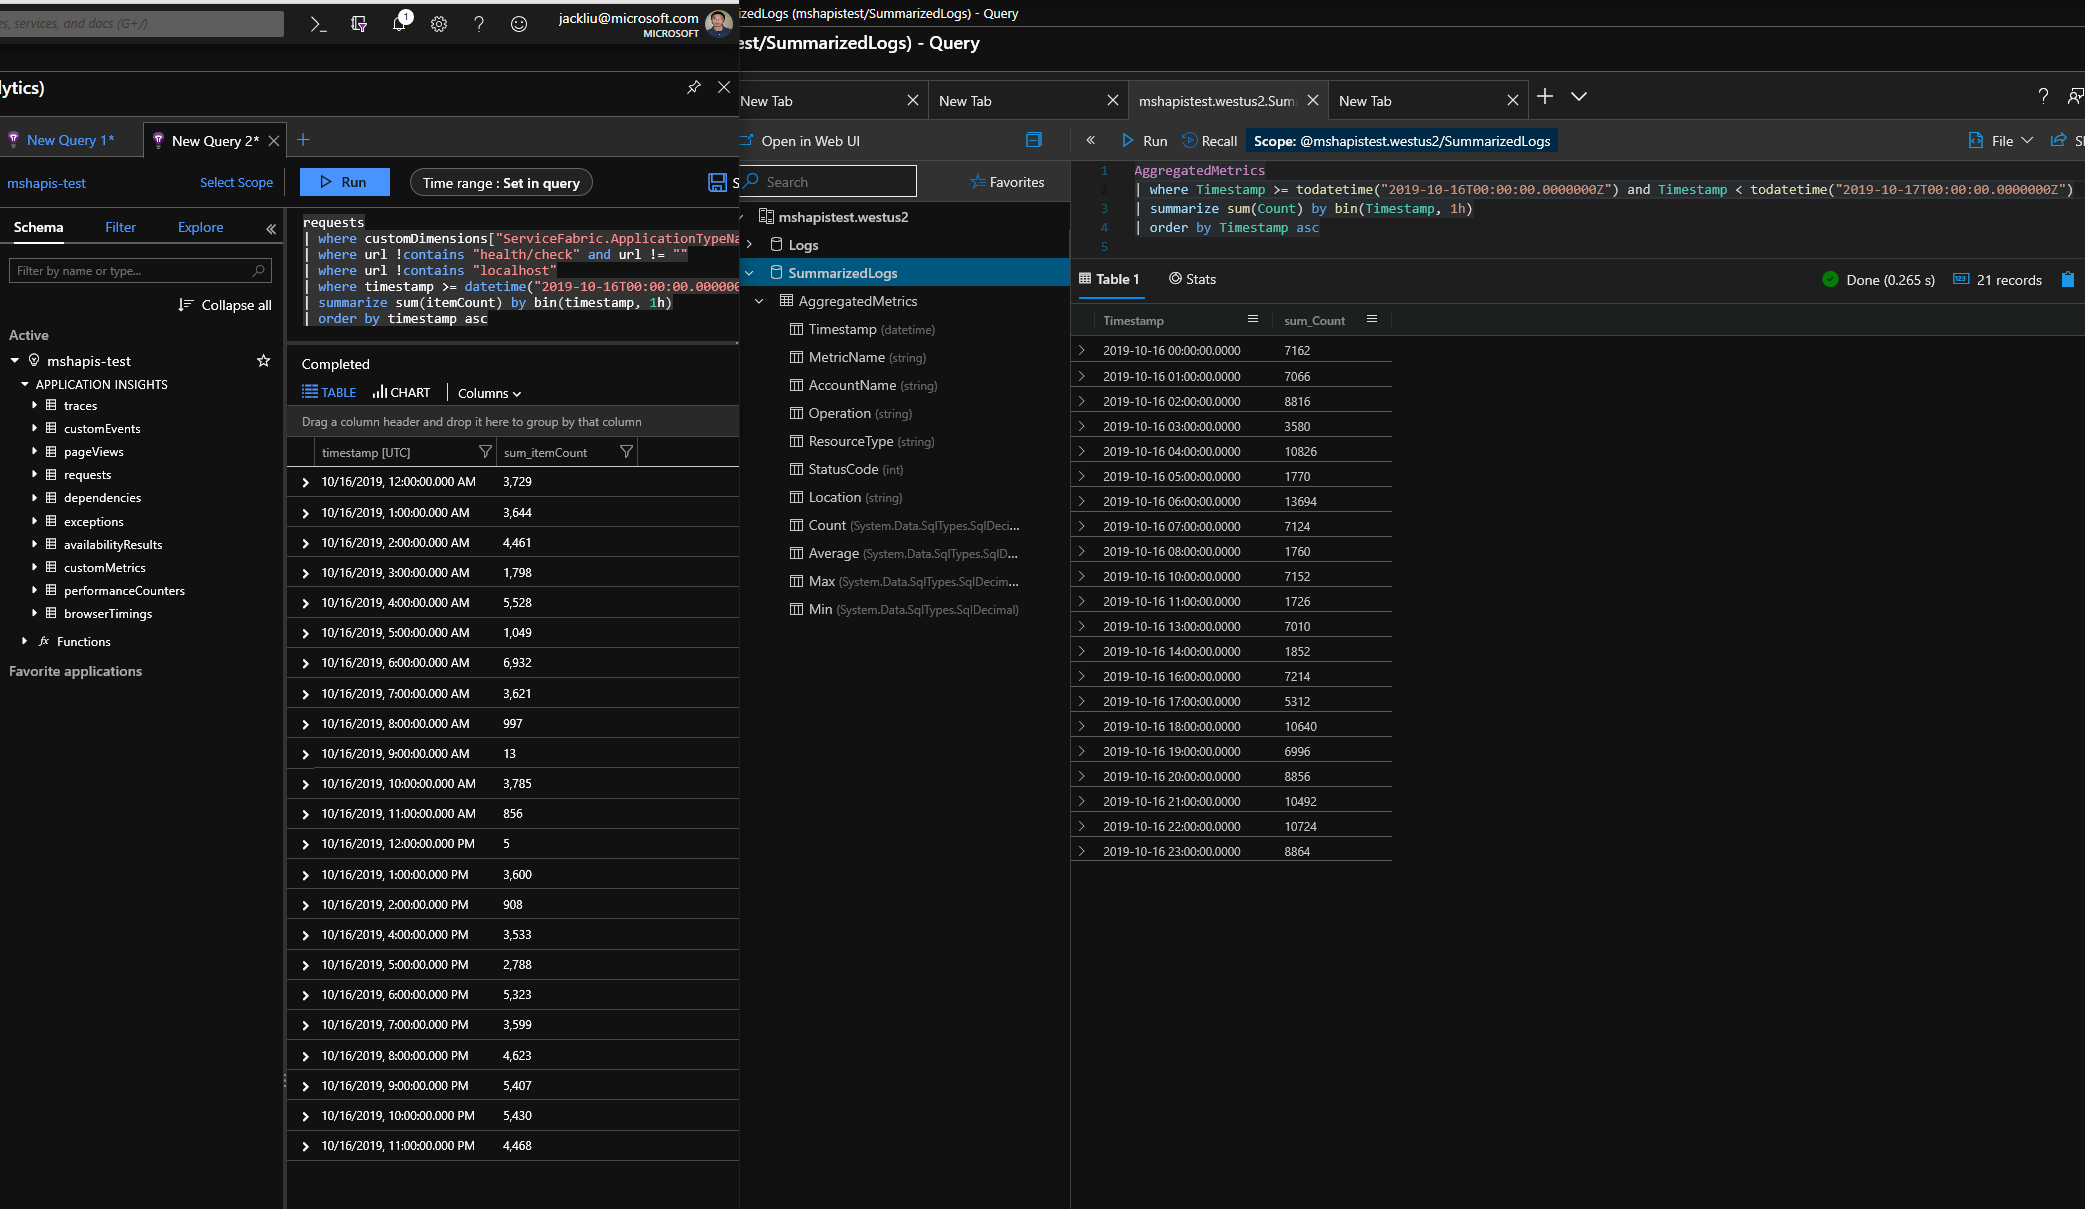 es, services, and docs (G+/)
1
jackliu@microsoft.com
MICROSOFT
lytics)
New Query 1*
New Query 2*
mshapis-test
Select Scope
Run
Time range : Set in query
S
Schema
Filter
Explore
Filter by name or type...
Collapse all
Active
mshapis-test
APPLICATION INSIGHTS
traces
customEvents
pageViews
requests
dependencies
exceptions
availabilityResults
customMetrics
performanceCounters
browserTimings
fx Functions
Favorite applications
requests
| where customDimensions["ServiceFabric.ApplicationTypeNa
| where url !contains "health/check" and url != ""
| where url !contains "localhost"
| where timestamp >= datetime("2019-10-16T00:00:00.000000
| summarize sum(itemCount) by bin(timestamp, 1h)
| order by timestamp asc
Completed
TABLE CHART Columns
Drag a column header and drop it here to group by that column
timestamp [UTC] sum_itemCount
10/16/2019, 12:00:00.000 AM 3,729
10/16/2019, 1:00:00.000 AM 3,644
10/16/2019, 2:00:00.000 AM 4,461
10/16/2019, 3:00:00.000 AM 1,798
10/16/2019, 4:00:00.000 AM 5,528
10/16/2019, 5:00:00.000 AM 1,049
10/16/2019, 6:00:00.000 AM 6,932
10/16/2019, 7:00:00.000 AM 3,621
10/16/2019, 8:00:00.000 AM 997
10/16/2019, 9:00:00.000 AM 13
10/16/2019, 10:00:00.000 AM 3,785
10/16/2019, 11:00:00.000 AM 856
10/16/2019, 12:00:00.000 PM 5
10/16/2019, 1:00:00.000 PM 3,600
10/16/2019, 2:00:00.000 PM 908
10/16/2019, 4:00:00.000 PM 3,533
10/16/2019, 5:00:00.000 PM 2,788
10/16/2019, 6:00:00.000 PM 5,323
10/16/2019, 7:00:00.000 PM 3,599
10/16/2019, 8:00:00.000 PM 4,623
10/16/2019, 9:00:00.000 PM 5,407
10/16/2019, 10:00:00.000 PM 5,430
10/16/2019, 11:00:00.000 PM 4,468
izedLogs (mshapistest/SummarizedLogs) - Query
est/SummarizedLogs) - Query
New Tab
New Tab
mshapistest.westus2.Sum
New Tab
Open in Web UI
Run
Recall
Scope: @mshapistest.westus2/SummarizedLogs
File
Sh
Search
Favorites
mshapistest.westus2
Logs
SummarizedLogs
AggregatedMetrics
Timestamp (datetime)
MetricName (string)
AccountName (string)
Operation (string)
ResourceType (string)
StatusCode (int)
Location (string)
Count (System.Data.SqlTypes.SqlDeci...
Average (System.Data.SqlTypes.SqlD...
Max (System.Data.SqlTypes.SqlDecim...
Min (System.Data.SqlTypes.SqlDecimal)
1 AggregatedMetrics
2 | where Timestamp >= todatetime("2019-10-16T00:00:00.0000000Z") and Timestamp < todatetime("2019-10-17T00:00:00.0000000Z")
3 | summarize sum(Count) by bin(Timestamp, 1h)
4 | order by Timestamp asc
5
Table 1
Stats
Done (0.265 s)
123 21 records
Timestamp sum_Count
2019-10-16 00:00:00.0000 7162
2019-10-16 01:00:00.0000 7066
2019-10-16 02:00:00.0000 8816
2019-10-16 03:00:00.0000 3580
2019-10-16 04:00:00.0000 10826
2019-10-16 05:00:00.0000 1770
2019-10-16 06:00:00.0000 13694
2019-10-16 07:00:00.0000 7124
2019-10-16 08:00:00.0000 1760
2019-10-16 10:00:00.0000 7152
2019-10-16 11:00:00.0000 1726
2019-10-16 13:00:00.0000 7010
2019-10-16 14:00:00.0000 1852
2019-10-16 16:00:00.0000 7214
2019-10-16 17:00:00.0000 5312
2019-10-16 18:00:00.0000 10640
2019-10-16 19:00:00.0000 6996
2019-10-16 20:00:00.0000 8856
2019-10-16 21:00:00.0000 10492
2019-10-16 22:00:00.0000 10724
2019-10-16 23:00:00.0000 8864